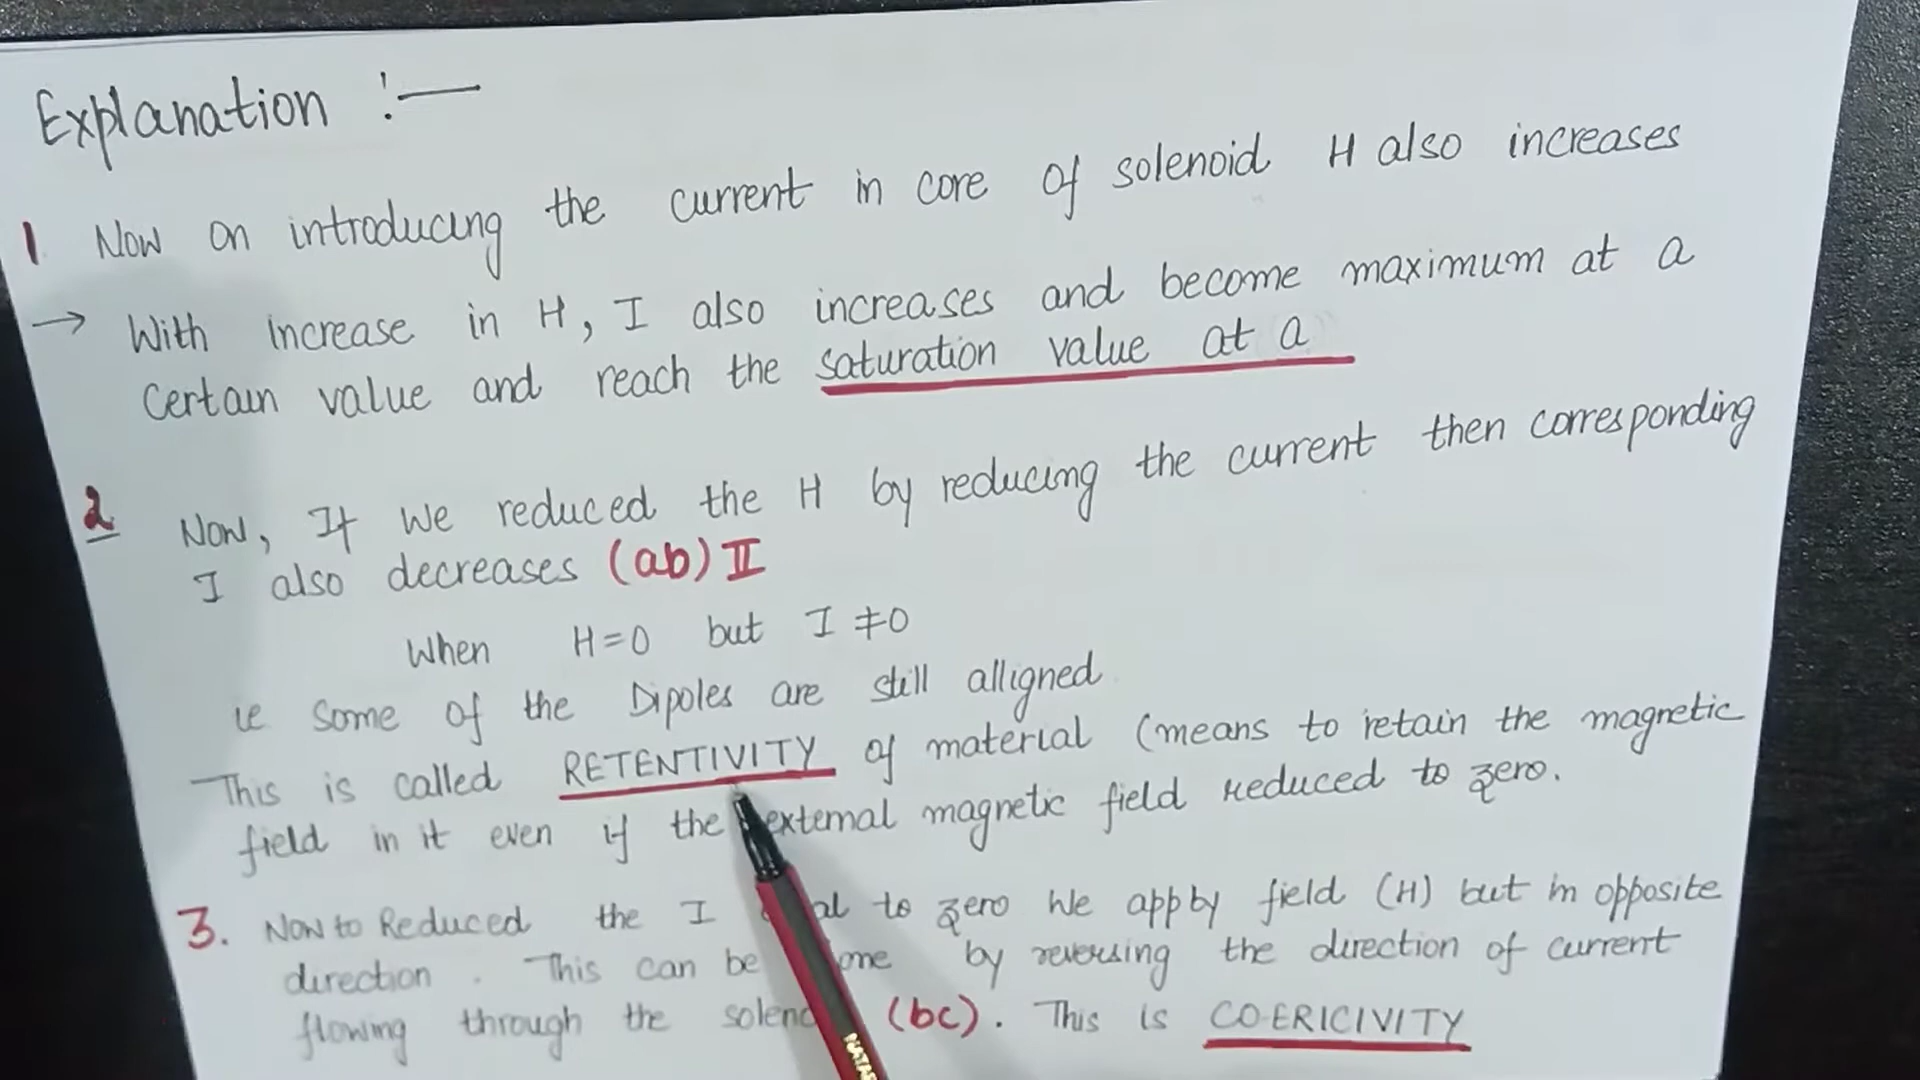 Explanation :—
1. Now on introducing the current in core of solenoid H also increases
→ With increase in H, I also increases and become maximum at a
certain value and reach the saturation value at a
2 Now, If we reduced the H by reducing the current then corresponding
I also decreases (ab) II
When H=0 but I ≠0
ie some of the Dipoles are still alligned
This is called RETENTIVITY of material (means to retain the magnetic
field in it even if the external magnetic field reduced to zero.
3. Now to Reduced the I to zero we appby field (H) but in opposite
direction. This can be by reversing the direction of current
flowing through the (bc). This is COERICIVITY
NATA